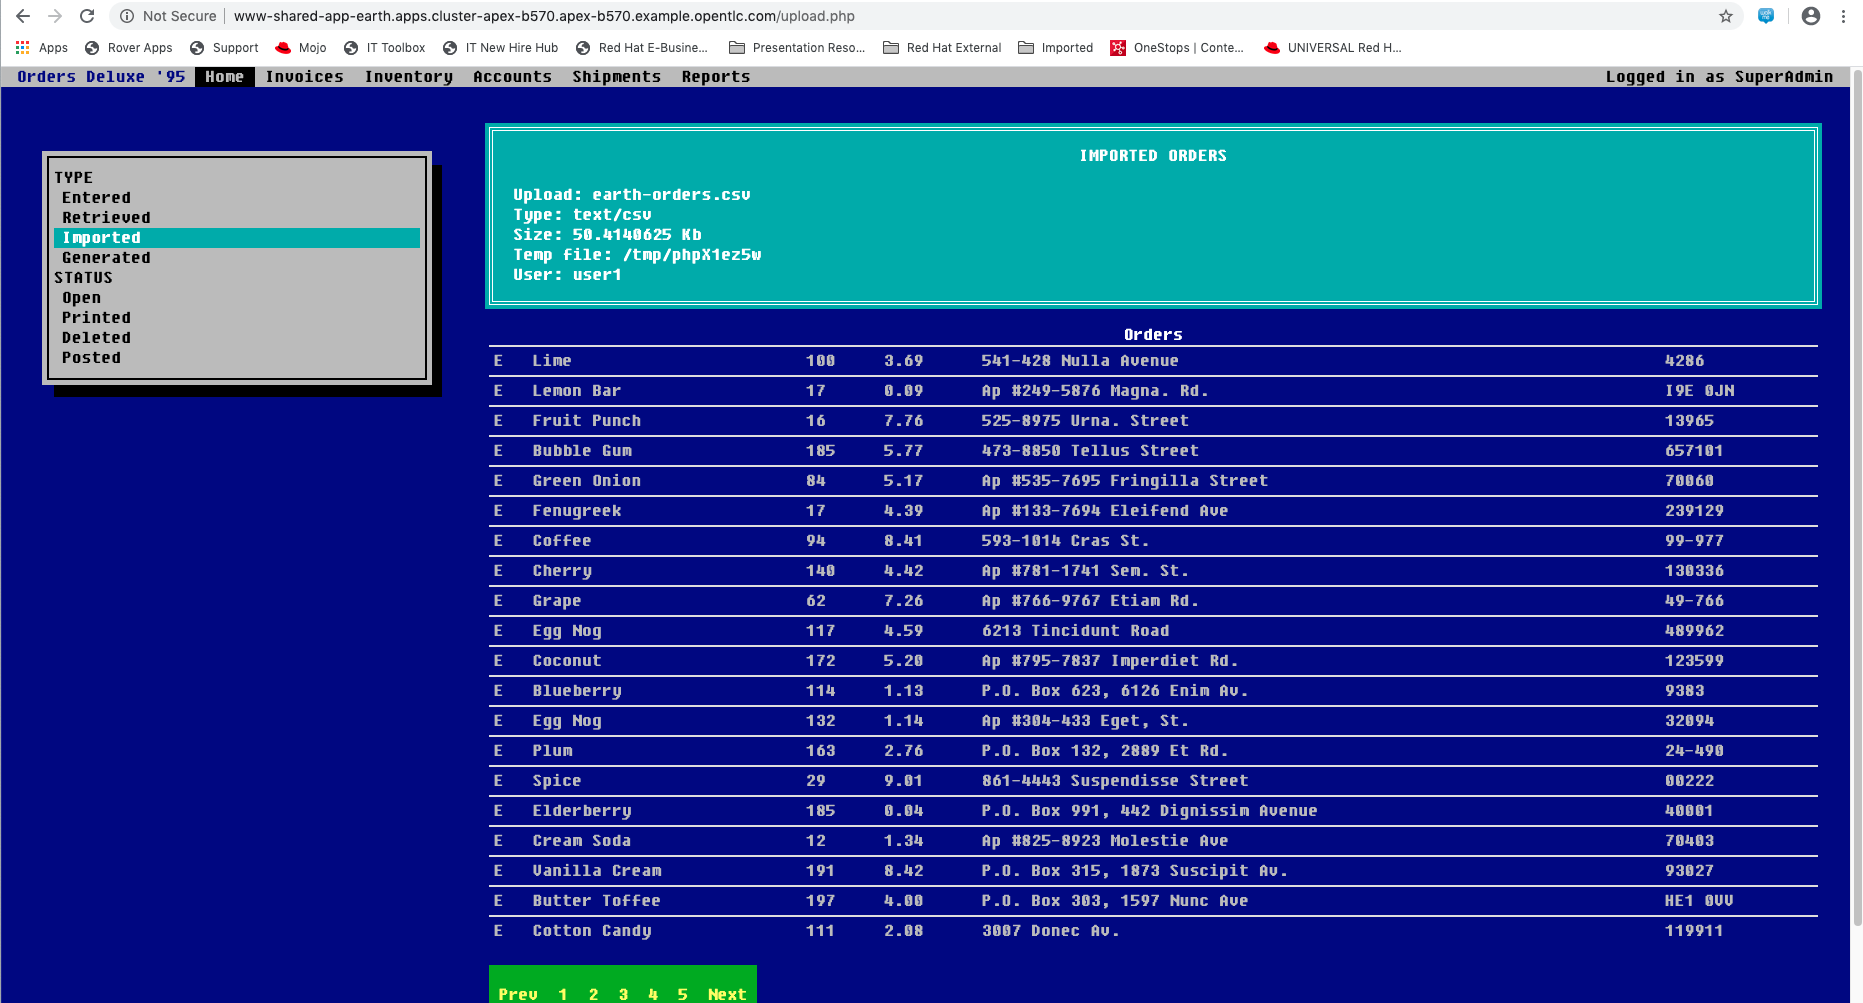 Not Secure www-shared-app-earth.apps.cluster-apex-b570.apex-b570.example.opentlc.com/upload.php
Apps Rover Apps Support Mojo IT Toolbox IT New Hire Hub Red Hat E-Busine... Presentation Reso... Red Hat External Imported OneStops | Conte... UNIVERSAL Red H...
Orders Deluxe '95 Home Invoices Inventory Accounts Shipments Reports Logged in as SuperAdmin
TYPE
Entered
Retrieved
Imported
Generated
STATUS
Open
Printed
Deleted
Posted
IMPORTED ORDERS
Upload: earth-orders.csv
Type: text/csv
Size: 50.4140625 Kb
Temp file: /tmp/phpX1ez5w
User: user1
Orders
E Lime 100 3.69 541-428 Nulla Avenue 4286
E Lemon Bar 17 0.09 Ap #249-5876 Magna. Rd. I9E 0JN
E Fruit Punch 16 7.76 525-8975 Urna. Street 13965
E Bubble Gum 185 5.77 473-8850 Tellus Street 657101
E Green Onion 84 5.17 Ap #535-7695 Fringilla Street 70060
E Fenugreek 17 4.39 Ap #133-7694 Eleifend Ave 239129
E Coffee 94 8.41 593-1014 Cras St. 99-977
E Cherry 140 4.42 Ap #781-1741 Sem. St. 130336
E Grape 62 7.26 Ap #766-9767 Etiam Rd. 49-766
E Egg Nog 117 4.59 6213 Tincidunt Road 489962
E Coconut 172 5.20 Ap #795-7837 Imperdiet Rd. 123599
E Blueberry 114 1.13 P.O. Box 623, 6126 Enim Av. 9383
E Egg Nog 132 1.14 Ap #304-433 Eget, St. 32094
E Plum 163 2.76 P.O. Box 132, 2889 Et Rd. 24-490
E Spice 29 9.01 861-4443 Suspendisse Street 00222
E Elderberry 185 0.04 P.O. Box 991, 442 Dignissim Avenue 40001
E Cream Soda 12 1.34 Ap #825-8923 Molestie Ave 70403
E Vanilla Cream 191 8.42 P.O. Box 315, 1873 Suscipit Av. 93027
E Butter Toffee 197 4.00 P.O. Box 303, 1597 Nunc Ave HE1 0VV
E Cotton Candy 111 2.08 3007 Donec Av. 119911
Prev 1 2 3 4 5 Next